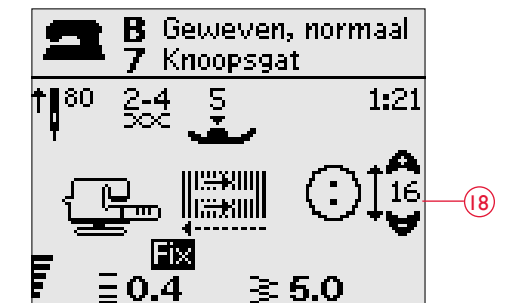 B Geweven, normaal
7 Knoopsgat
80 2-4 5 1:21
16
18
Fix
0.4 5.0